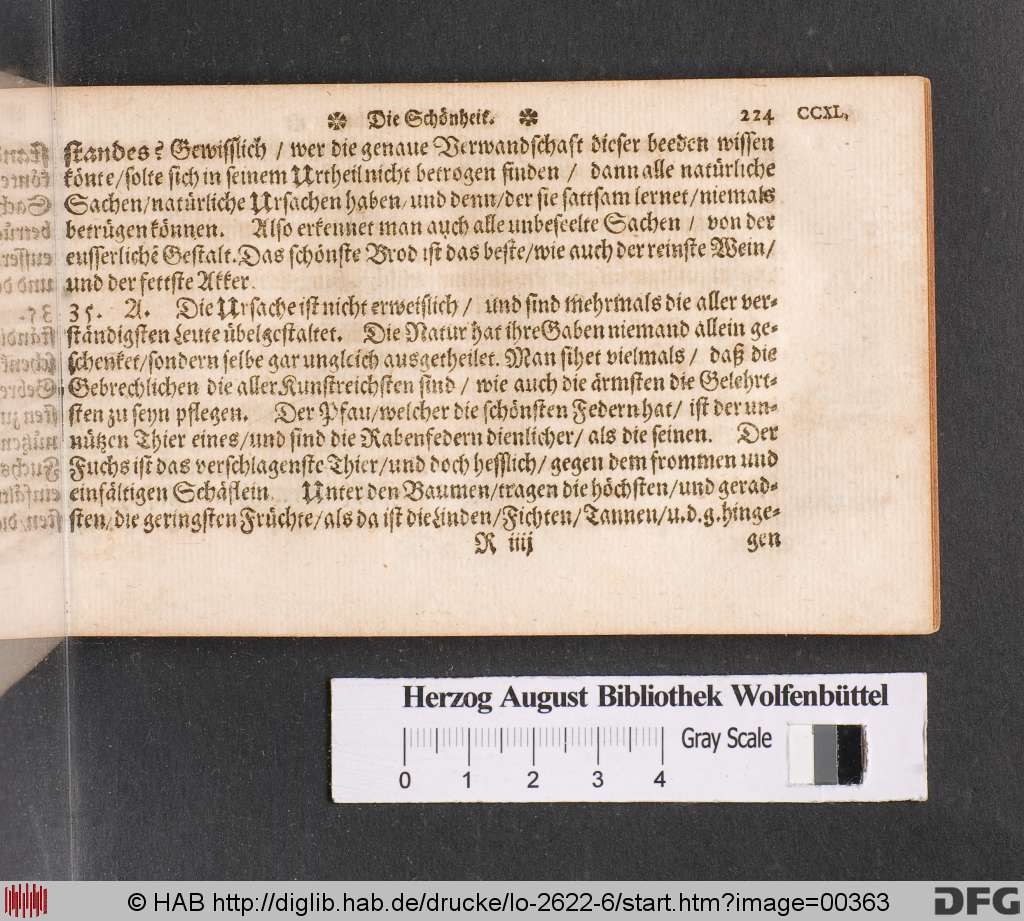 ✼ Die Schönheit. ✼ 224 CCXL,
standes? Gewisslich / wer die genaue Verwandschaft dieser beeden wissen
könte/solte sich in seinem Urtheil nicht betrogen finden / dann alle natürliche
Sachen/natürliche Ursachen haben/und denn/der sie sattsam lernet/niemals
betrügen können. Also erkennet man auch alle unbeseelte Sachen / von der
eusserlichẽ Gestalt. Das schönste Brod ist das beste/wie auch der reinste Wein/
und der fettste Akker.
35. A. Die Ursache ist nicht erweislich / und sind mehrmals die aller ver-
ständigsten Leute übelgestaltet. Die Natur hat ihre Gaben niemand allein ge-
schenket/sondern selbe gar ungleich ausgetheilet. Man sihet vielmals / daß die
Gebrechlichen die aller Kunstreichsten sind / wie auch die ärmsten die Gelehrt-
sten zu seyn pflegen. Der Pfau/welcher die schönsten Federn hat/ ist der un-
nützen Thier eines/und sind die Rabenfedern dienlicher/ als die seinen. Der
Fuchs ist das verschlagenste Thier/und doch hesslich/ gegen dem frommen und
einfältigen Schäflein. Unter den Baumen/tragen die höchsten/und gerad-
sten/die geringsten Früchte/als da ist die Linden/Fichten/Tannen/u.d.g. hinge-
R iiij gen
Herzog August Bibliothek Wolfenbüttel
0 1 2 3 4 Gray Scale
© HAB http://diglib.hab.de/drucke/lo-2622-6/start.htm?image=00363 DFG